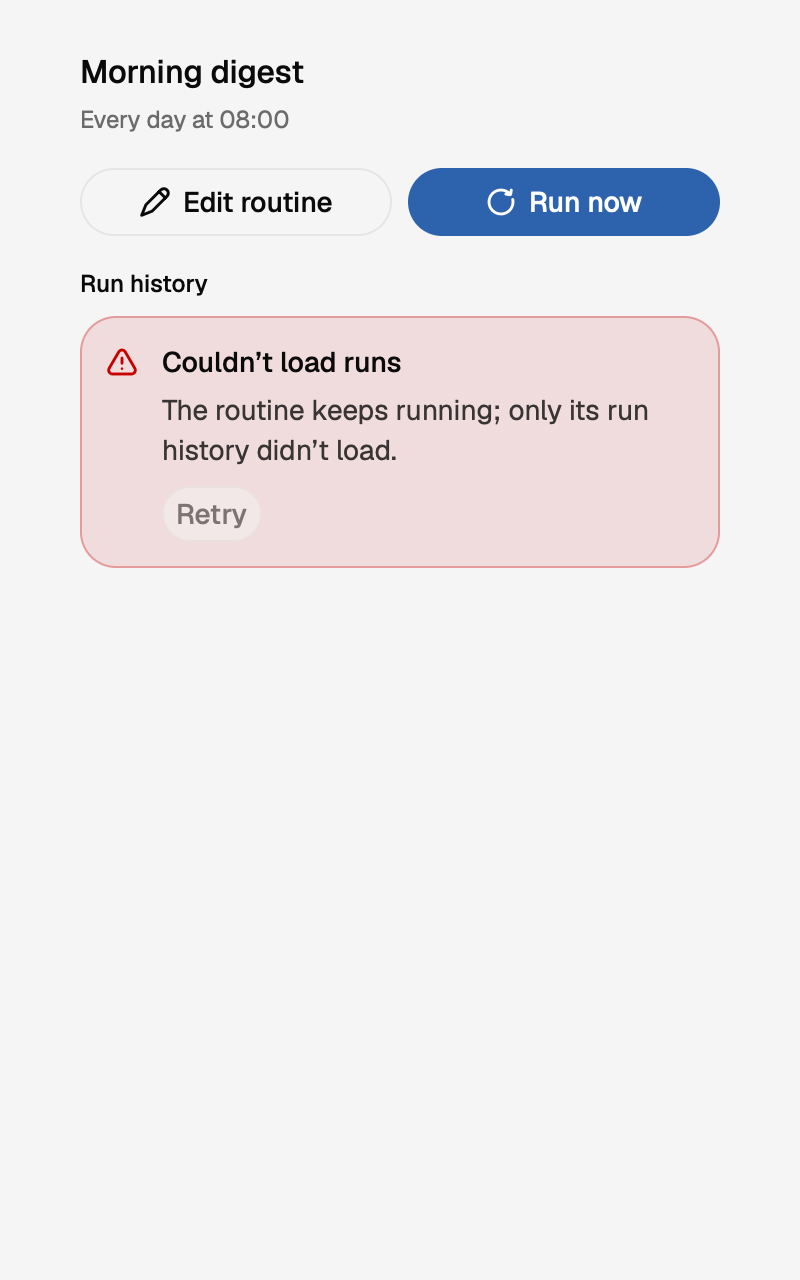 Morning digest
Every day at 08:00
Edit routine
Run now
Run history
Couldn’t load runs
The routine keeps running; only its run
history didn’t load.
Retry